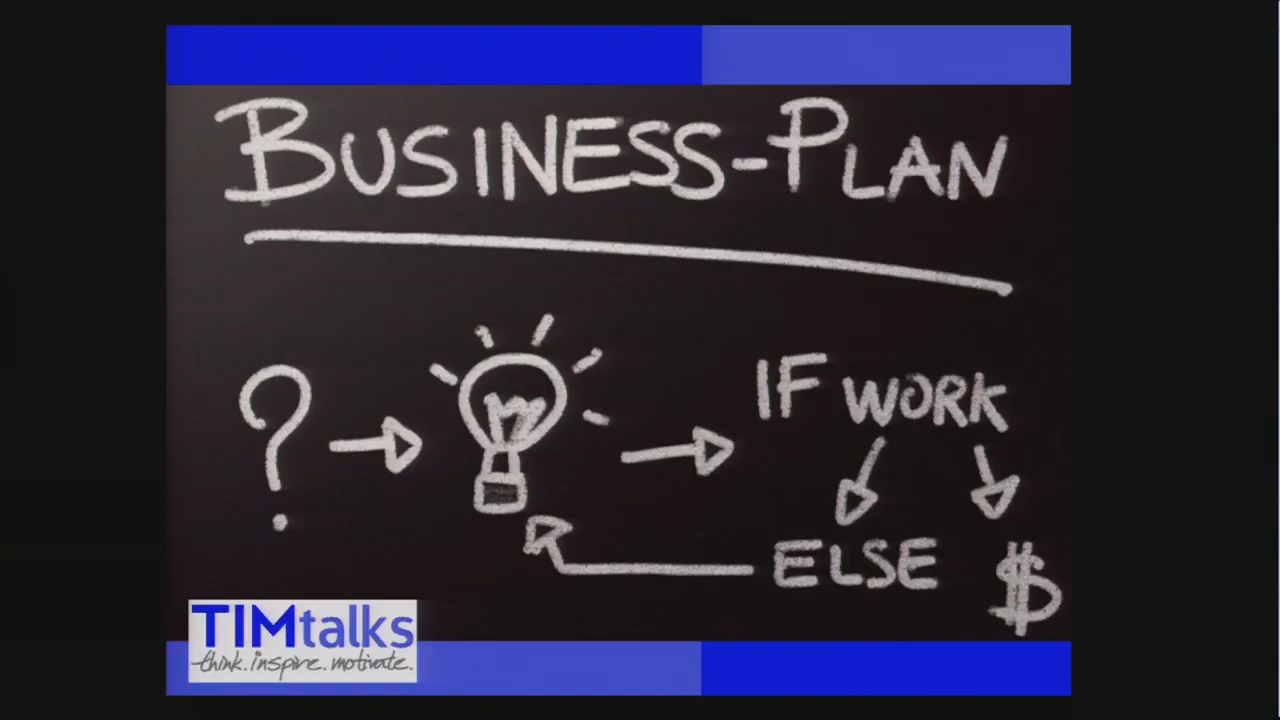 BUSINESS-PLAN
?
IF WORK
ELSE
$
TIMtalks
think.inspire.motivate.